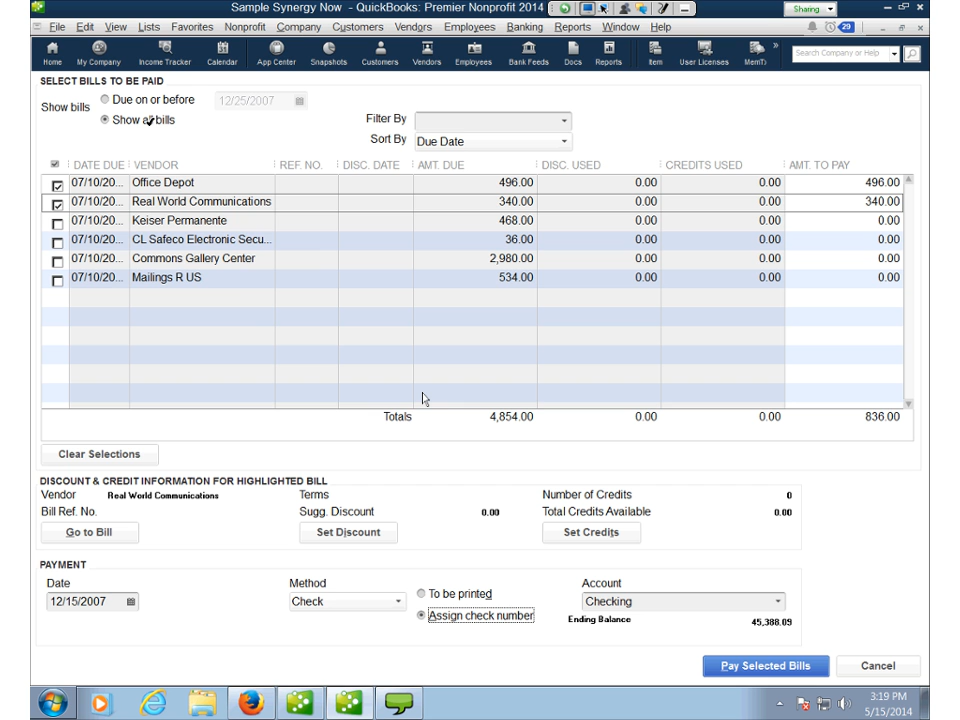 Sample Synergy Now - QuickBooks: Premier Nonprofit 2014 Sharing
File Edit View Lists Favorites Nonprofit Company Customers Vendors Employees Banking Reports Window Help 29
Home My Company Income Tracker Calendar App Center Snapshots Customers Vendors Employees Bank Feeds Docs Reports Item User Licenses MemT » Search Company or Help
SELECT BILLS TO BE PAID
Show bills
Due on or before 12/25/2007
Show all bills
Filter By
Sort By Due Date
DATE DUE VENDOR REF. NO. DISC. DATE AMT. DUE DISC. USED CREDITS USED AMT. TO PAY
07/10/20... Office Depot 496.00 0.00 0.00 496.00
07/10/20... Real World Communications 340.00 0.00 0.00 340.00
07/10/20... Keiser Permanente 468.00 0.00 0.00 0.00
07/10/20... CL Safeco Electronic Secu... 36.00 0.00 0.00 0.00
07/10/20... Commons Gallery Center 2,980.00 0.00 0.00 0.00
07/10/20... Mailings R US 534.00 0.00 0.00 0.00
Totals 4,854.00 0.00 0.00 836.00
Clear Selections
DISCOUNT & CREDIT INFORMATION FOR HIGHLIGHTED BILL
Vendor Real World Communications Terms Number of Credits 0
Bill Ref. No. Sugg. Discount 0.00 Total Credits Available 0.00
Go to Bill Set Discount Set Credits
PAYMENT
Date Method Account
12/15/2007 Check To be printed Checking
Assign check number Ending Balance 45,388.09
Pay Selected Bills Cancel
3:19 PM
5/15/2014